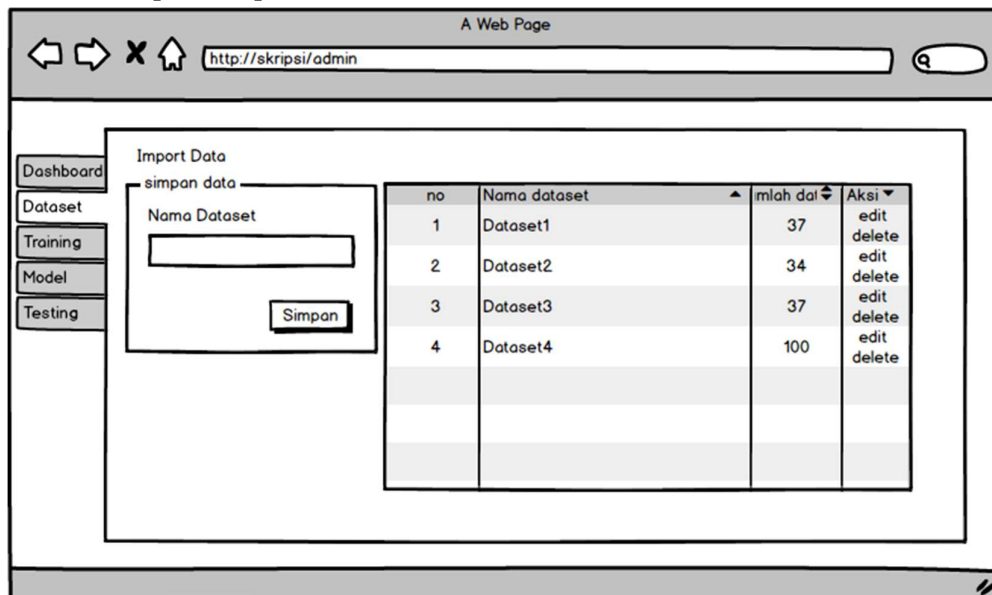 A Web Page
http://skripsi/admin
Dashboard
Dataset
Training
Model
Testing
Import Data
simpan data
Nama Dataset
Simpan
no Nama dataset mlah dat Aksi
1 Dataset1 37 edit delete
2 Dataset2 34 edit delete
3 Dataset3 37 edit delete
4 Dataset4 100 edit delete